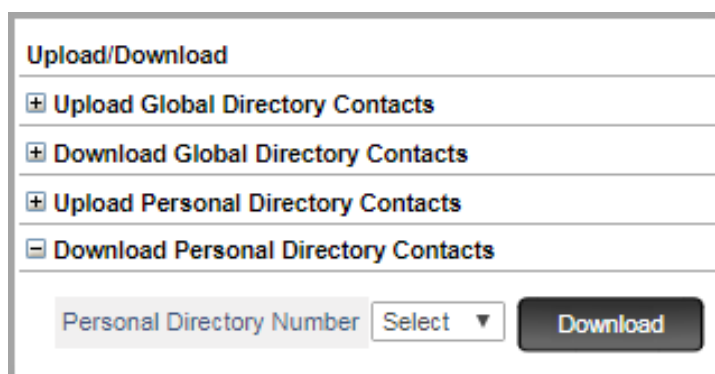 Upload/Download
Upload Global Directory Contacts
Download Global Directory Contacts
Upload Personal Directory Contacts
Download Personal Directory Contacts
Personal Directory Number Select Download